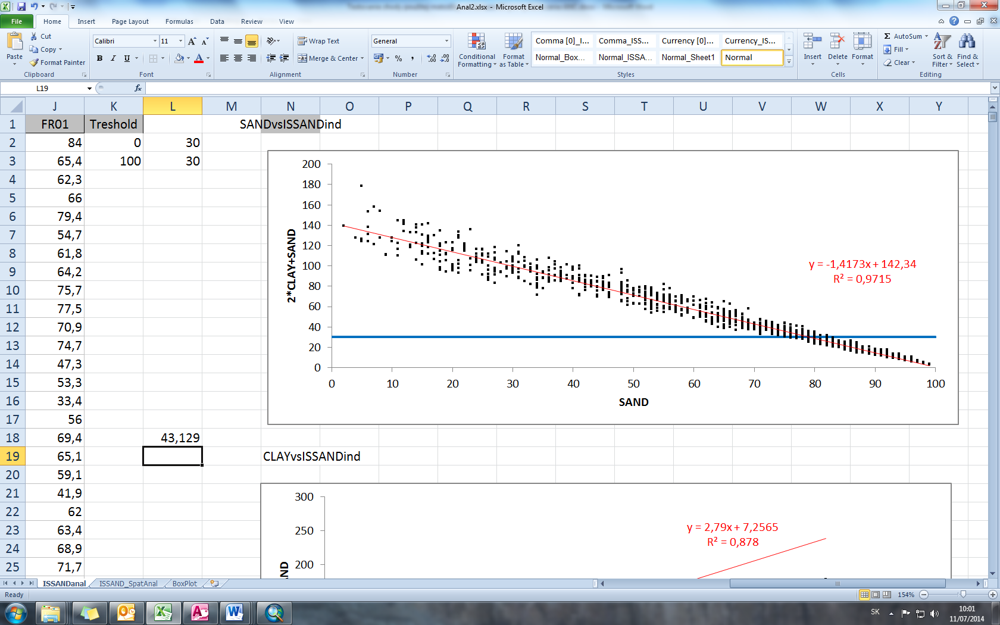 Anal2.xlsx - Microsoft Excel
File Home Insert Page Layout Formulas Data Review View
Paste
Cut
Copy
Format Painter
Clipboard
Calibri 11
B I U
Font
Wrap Text
Merge & Center
Alignment
General
% ,
Number
Conditional Formatting
Format as Table
Comma [0]_I... Comma_ISS... Currency [0]... Currency_IS...
Normal_Box... Normal_ISSA... Normal_Sheet1 Normal
Styles
Insert Delete Format
Cells
Σ AutoSum
Fill
Clear
Sort & Filter
Find & Select
Editing
L19 fx
J K L M N O P Q R S T U V W X Y
1 FR01 Treshold SANDvsISSANDind
2 84 0 30
3 65,4 100 30
4 62,3
5 66
6 79,4
7 54,7
8 61,8
9 64,2
10 75,7
11 77,5
12 70,9
13 74,7
14 47,3
15 53,3
16 33,4
17 56
18 69,4 43,129
19 65,1 CLAYvsISSANDind
20 59,1
21 41,9
22 62
23 63,4
24 68,9
25 71,7
2*CLAY+SAND
200
180
160
140
120
100
80
60
40
20
0
0 10 20 30 40 50 60 70 80 90 100
SAND
y = -1,4173x + 142,34
R² = 0,9715
300
250
200
ND
y = 2,79x + 7,2565
R² = 0,878
ISSANDanal ISSAND_SpatAnal BoxPlot
Ready 154%
SK
10:01
11/07/2014